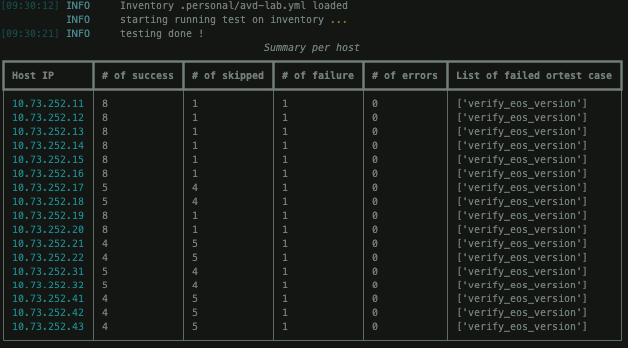 [09:30:12] INFO Inventory .personal/avd-lab.yml loaded
INFO starting running test on inventory ...
[09:30:21] INFO testing done !
Summary per host
Host IP # of success # of skipped # of failure # of errors List of failed ortest case
10.73.252.11 8 1 1 0 ['verify_eos_version']
10.73.252.12 8 1 1 0 ['verify_eos_version']
10.73.252.13 8 1 1 0 ['verify_eos_version']
10.73.252.14 8 1 1 0 ['verify_eos_version']
10.73.252.15 8 1 1 0 ['verify_eos_version']
10.73.252.16 8 1 1 0 ['verify_eos_version']
10.73.252.17 5 4 1 0 ['verify_eos_version']
10.73.252.18 5 4 1 0 ['verify_eos_version']
10.73.252.19 8 1 1 0 ['verify_eos_version']
10.73.252.20 8 1 1 0 ['verify_eos_version']
10.73.252.21 4 5 1 0 ['verify_eos_version']
10.73.252.22 4 5 1 0 ['verify_eos_version']
10.73.252.31 5 4 1 0 ['verify_eos_version']
10.73.252.32 5 4 1 0 ['verify_eos_version']
10.73.252.41 4 5 1 0 ['verify_eos_version']
10.73.252.42 4 5 1 0 ['verify_eos_version']
10.73.252.43 4 5 1 0 ['verify_eos_version']